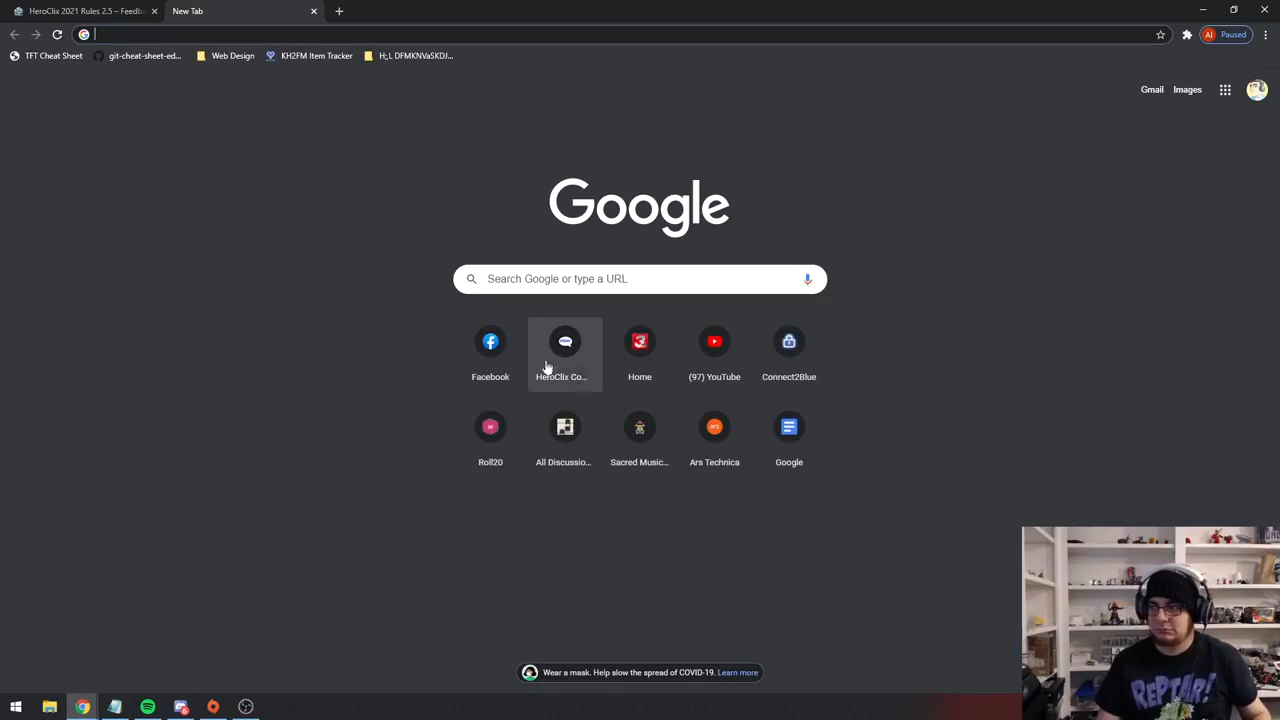 HeroClix 2021 Rules 2.5 – Feedb
New Tab
Paused
TFT Cheat Sheet
git-cheat-sheet-ed...
Web Design
KH2FM Item Tracker
H;,L DFMKNVaSKDJ...
Gmail
Images
Google
Search Google or type a URL
Facebook
HeroClix Co...
Home
(97) YouTube
Connect2Blue
Roll20
All Discussio...
Sacred Music...
Ars Technica
Google
Wear a mask. Help slow the spread of COVID-19. Learn more
REPTAR!